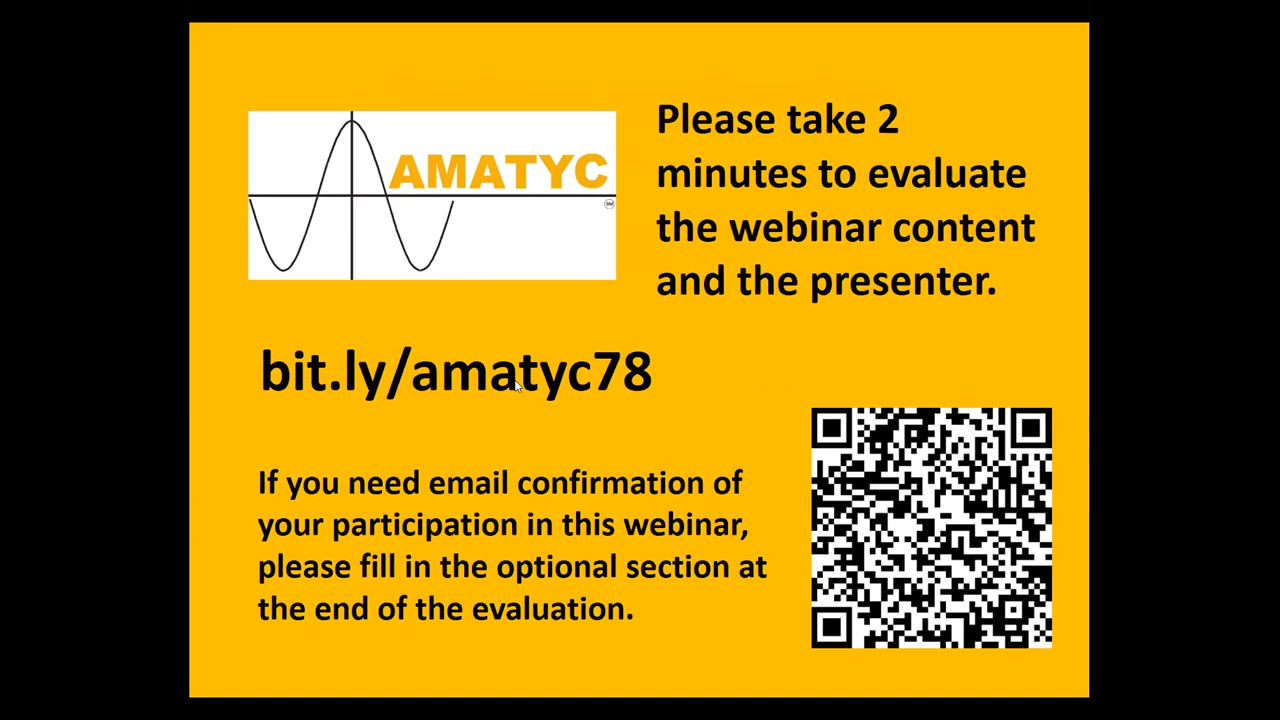 AMATYC
SM
Please take 2
minutes to evaluate
the webinar content
and the presenter.
bit.ly/amatyc78
If you need email confirmation of
your participation in this webinar,
please fill in the optional section at
the end of the evaluation.